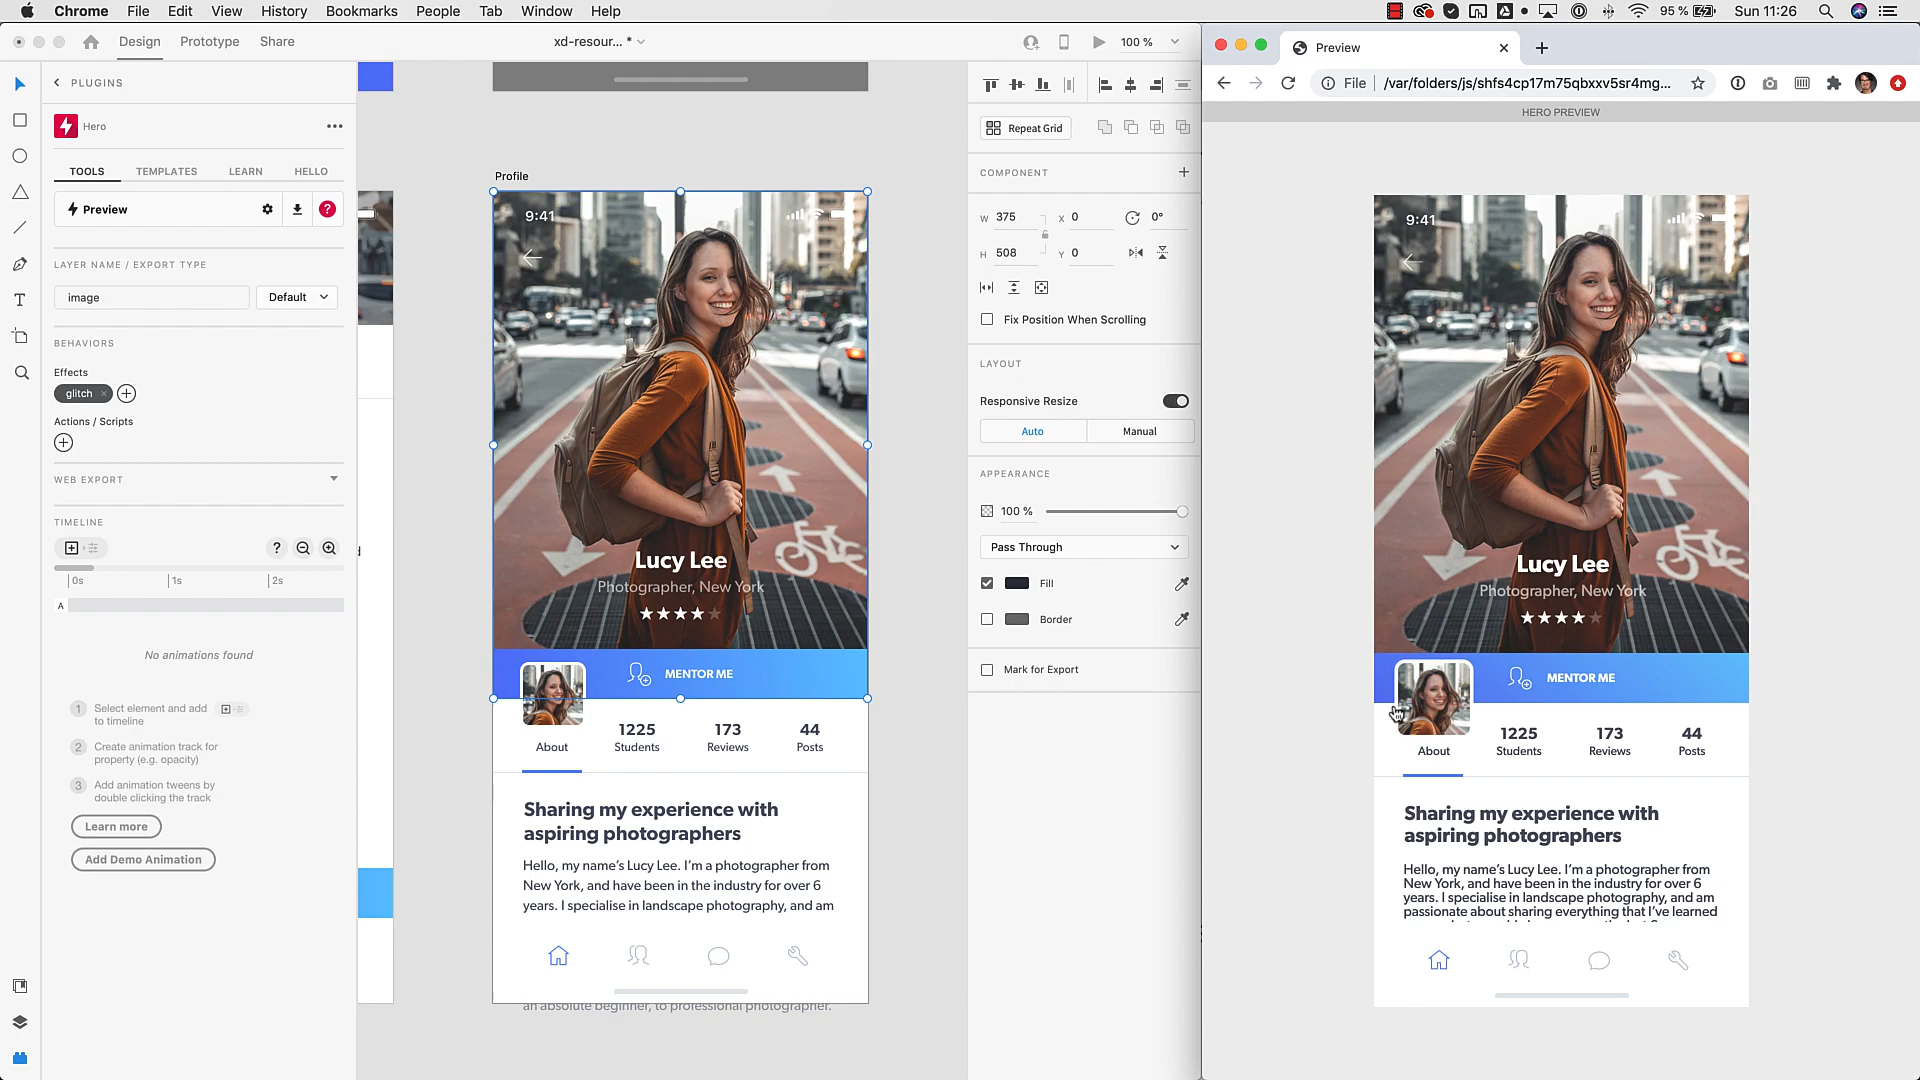 Chrome File Edit View History Bookmarks People Tab Window Help
95 % Sun 11:26
Design Prototype Share
xd-resour... *
100 %
PLUGINS
Hero
TOOLS TEMPLATES LEARN HELLO
Preview
?
LAYER NAME / EXPORT TYPE
image
Default
BEHAVIORS
Effects
glitch ×
Actions / Scripts
WEB EXPORT
TIMELINE
?
0s 1s 2s
A
No animations found
1 Select element and add
to timeline
2 Create animation track for
property (e.g. opacity)
3 Add animation tweens by
double clicking the track
Learn more
Add Demo Animation
Profile
9:41
Lucy Lee
Photographer, New York
MENTOR ME
1225 173 44
About Students Reviews Posts
Sharing my experience with
aspiring photographers
Hello, my name's Lucy Lee. I'm a photographer from
New York, and have been in the industry for over 6
years. I specialise in landscape photography, and am
an absolute beginner, to professional photographer.
Repeat Grid
COMPONENT
W 375 X 0 0°
H 508 Y 0
Fix Position When Scrolling
LAYOUT
Responsive Resize
Auto Manual
APPEARANCE
100 %
Pass Through
Fill
Border
Mark for Export
Preview
File /var/folders/js/shfs4cp17m75qbxxv5sr4mg...
HERO PREVIEW
9:41
Lucy Lee
Photographer, New York
MENTOR ME
1225 173 44
About Students Reviews Posts
Sharing my experience with
aspiring photographers
Hello, my name's Lucy Lee. I'm a photographer from
New York, and have been in the industry for over 6
years. I specialise in landscape photography, and am
passionate about sharing everything that I've learned